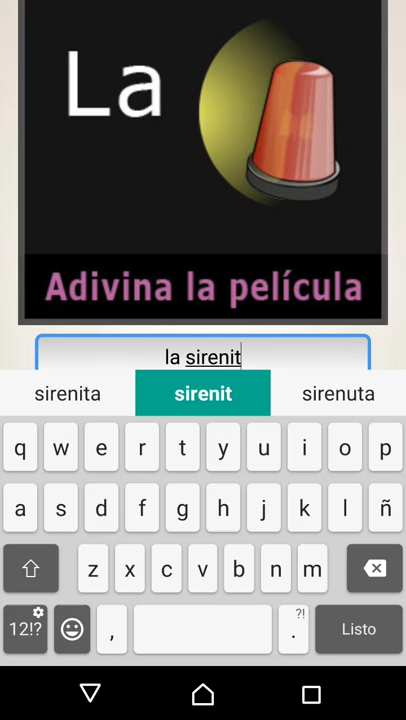 La
Adivina la película
la sirenit
sirenita sirenit sirenuta
q w e r t y u i o p
a s d f g h j k l ñ
z x c v b n m
12!? , . ?! Listo